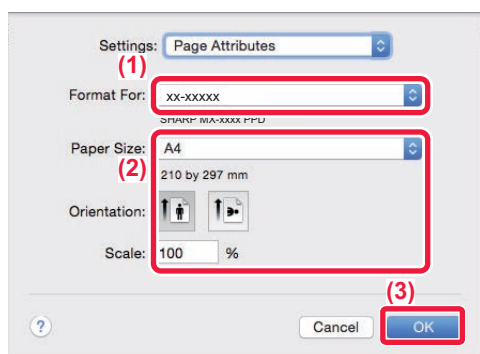 Settings: Page Attributes
(1)
Format For: xx-xxxxx
SHARP MX-xxxx PPD
Paper Size: A4
(2)
210 by 297 mm
Orientation:
Scale: 100 %
(3)
? Cancel OK